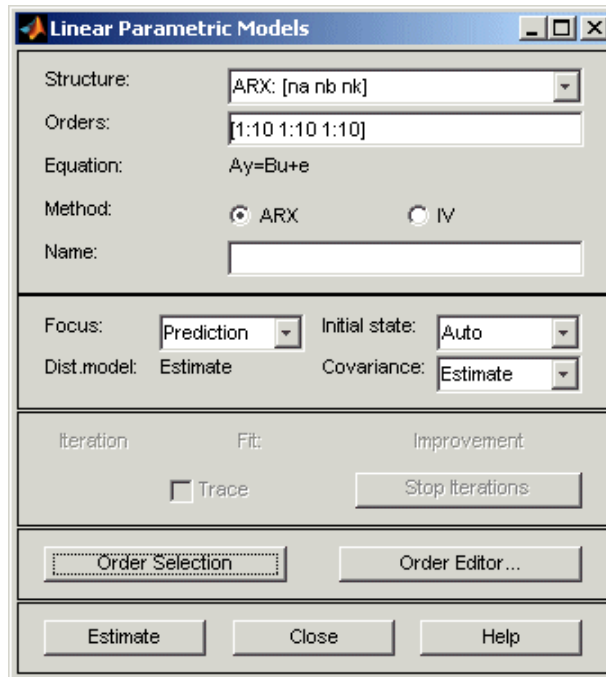 Linear Parametric Models
Structure: ARX: [na nb nk]
Orders: [1:10 1:10 1:10]
Equation: Ay=Bu+e
Method: ARX IV
Name:
Focus: Prediction Initial state: Auto
Dist.model: Estimate Covariance: Estimate
Iteration Fit: Improvement
Trace Stop Iterations
Order Selection Order Editor...
Estimate Close Help